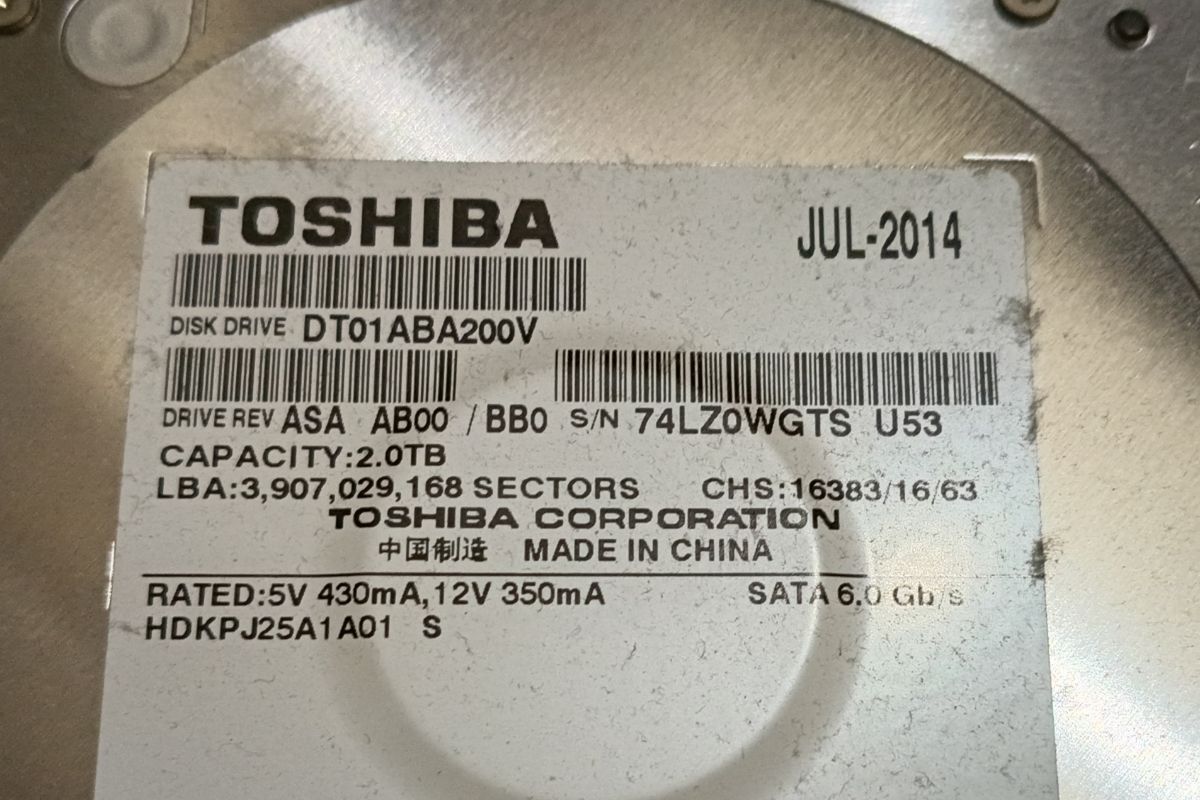 TOSHIBA JUL-2014
DISK DRIVE DT01ABA200V
DRIVE REV ASA AB00 / BB0 S/N 74LZ0WGTS U53
CAPACITY:2.0TB
LBA:3,907,029,168 SECTORS CHS:16383/16/63
TOSHIBA CORPORATION
中国制造 MADE IN CHINA
RATED:5V 430mA,12V 350mA SATA 6.0 Gb/s
HDKPJ25A1A01 S